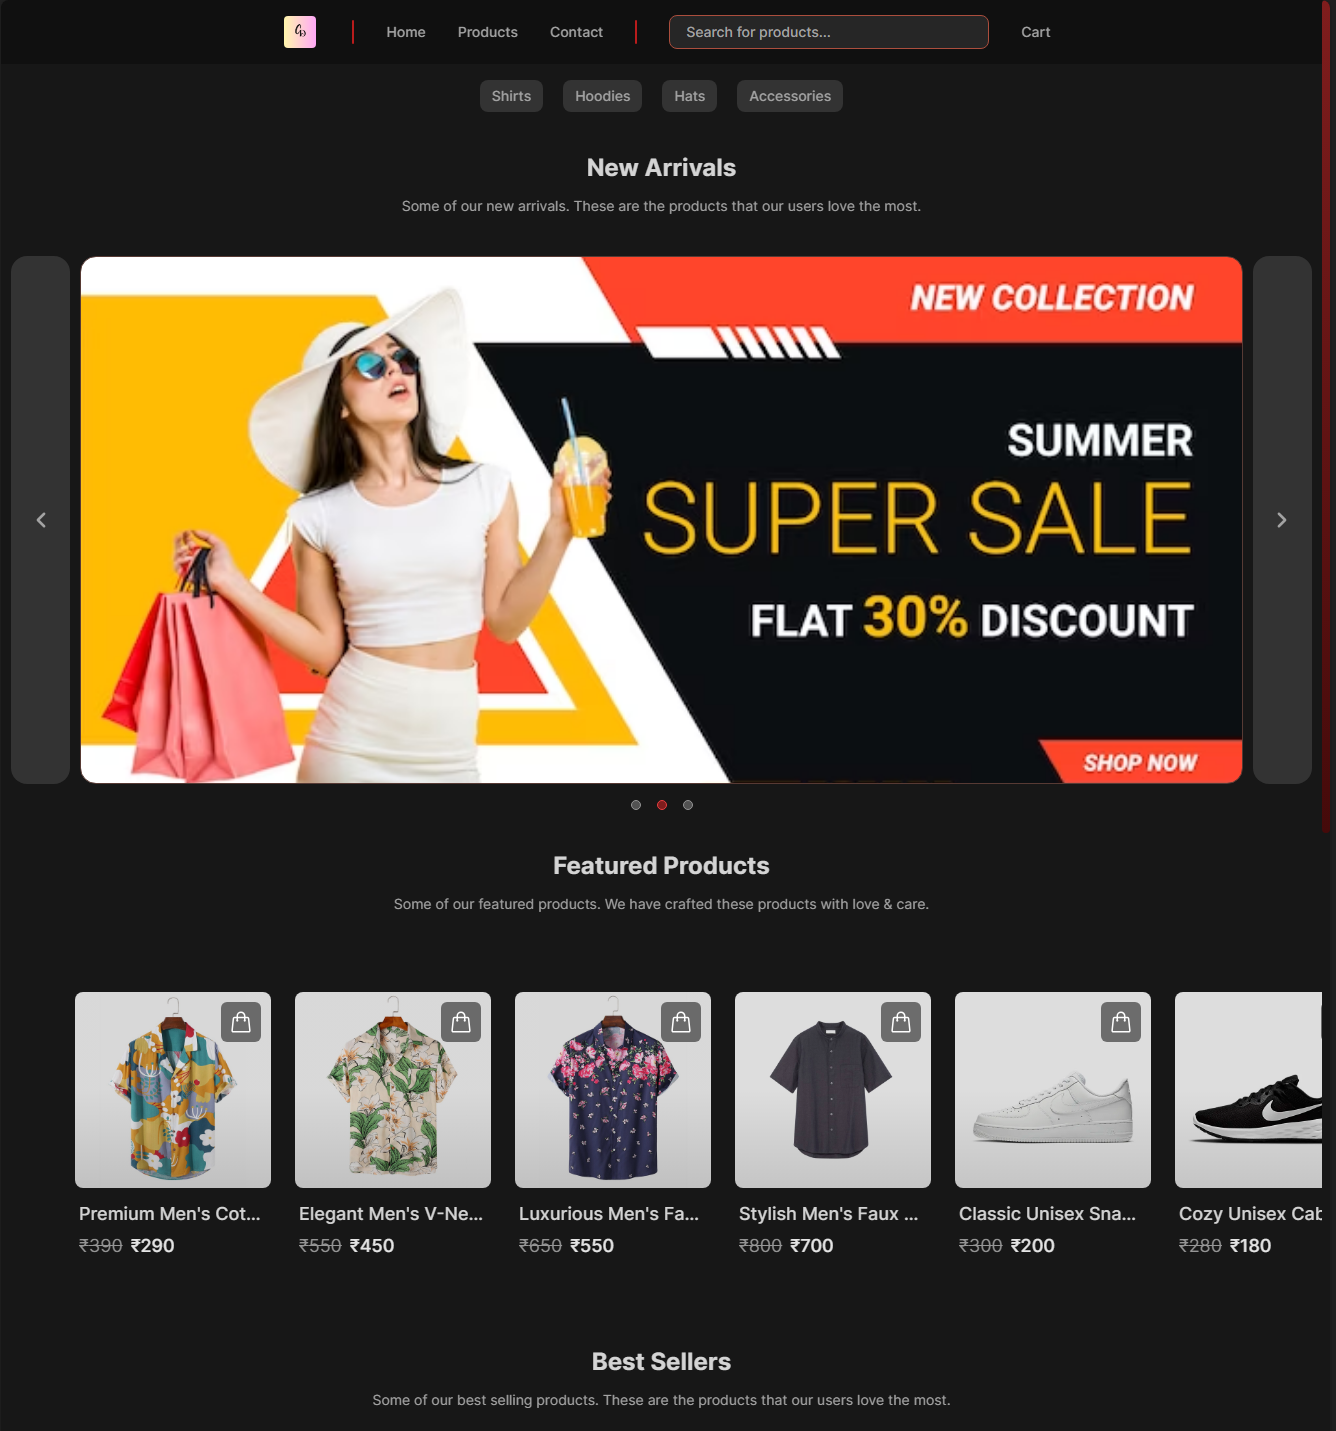 Home
Products
Contact
Search for products...
Cart
Shirts
Hoodies
Hats
Accessories
New Arrivals
Some of our new arrivals. These are the products that our users love the most.
NEW COLLECTION
SUMMER
SUPER SALE
FLAT 30% DISCOUNT
SHOP NOW
Featured Products
Some of our featured products. We have crafted these products with love & care.
Premium Men's Cot...
₹390 ₹290
Elegant Men's V-Ne...
₹550 ₹450
Luxurious Men's Fa...
₹650 ₹550
Stylish Men's Faux ...
₹800 ₹700
Classic Unisex Sna...
₹300 ₹200
Cozy Unisex Cab
₹280 ₹180
Best Sellers
Some of our best selling products. These are the products that our users love the most.